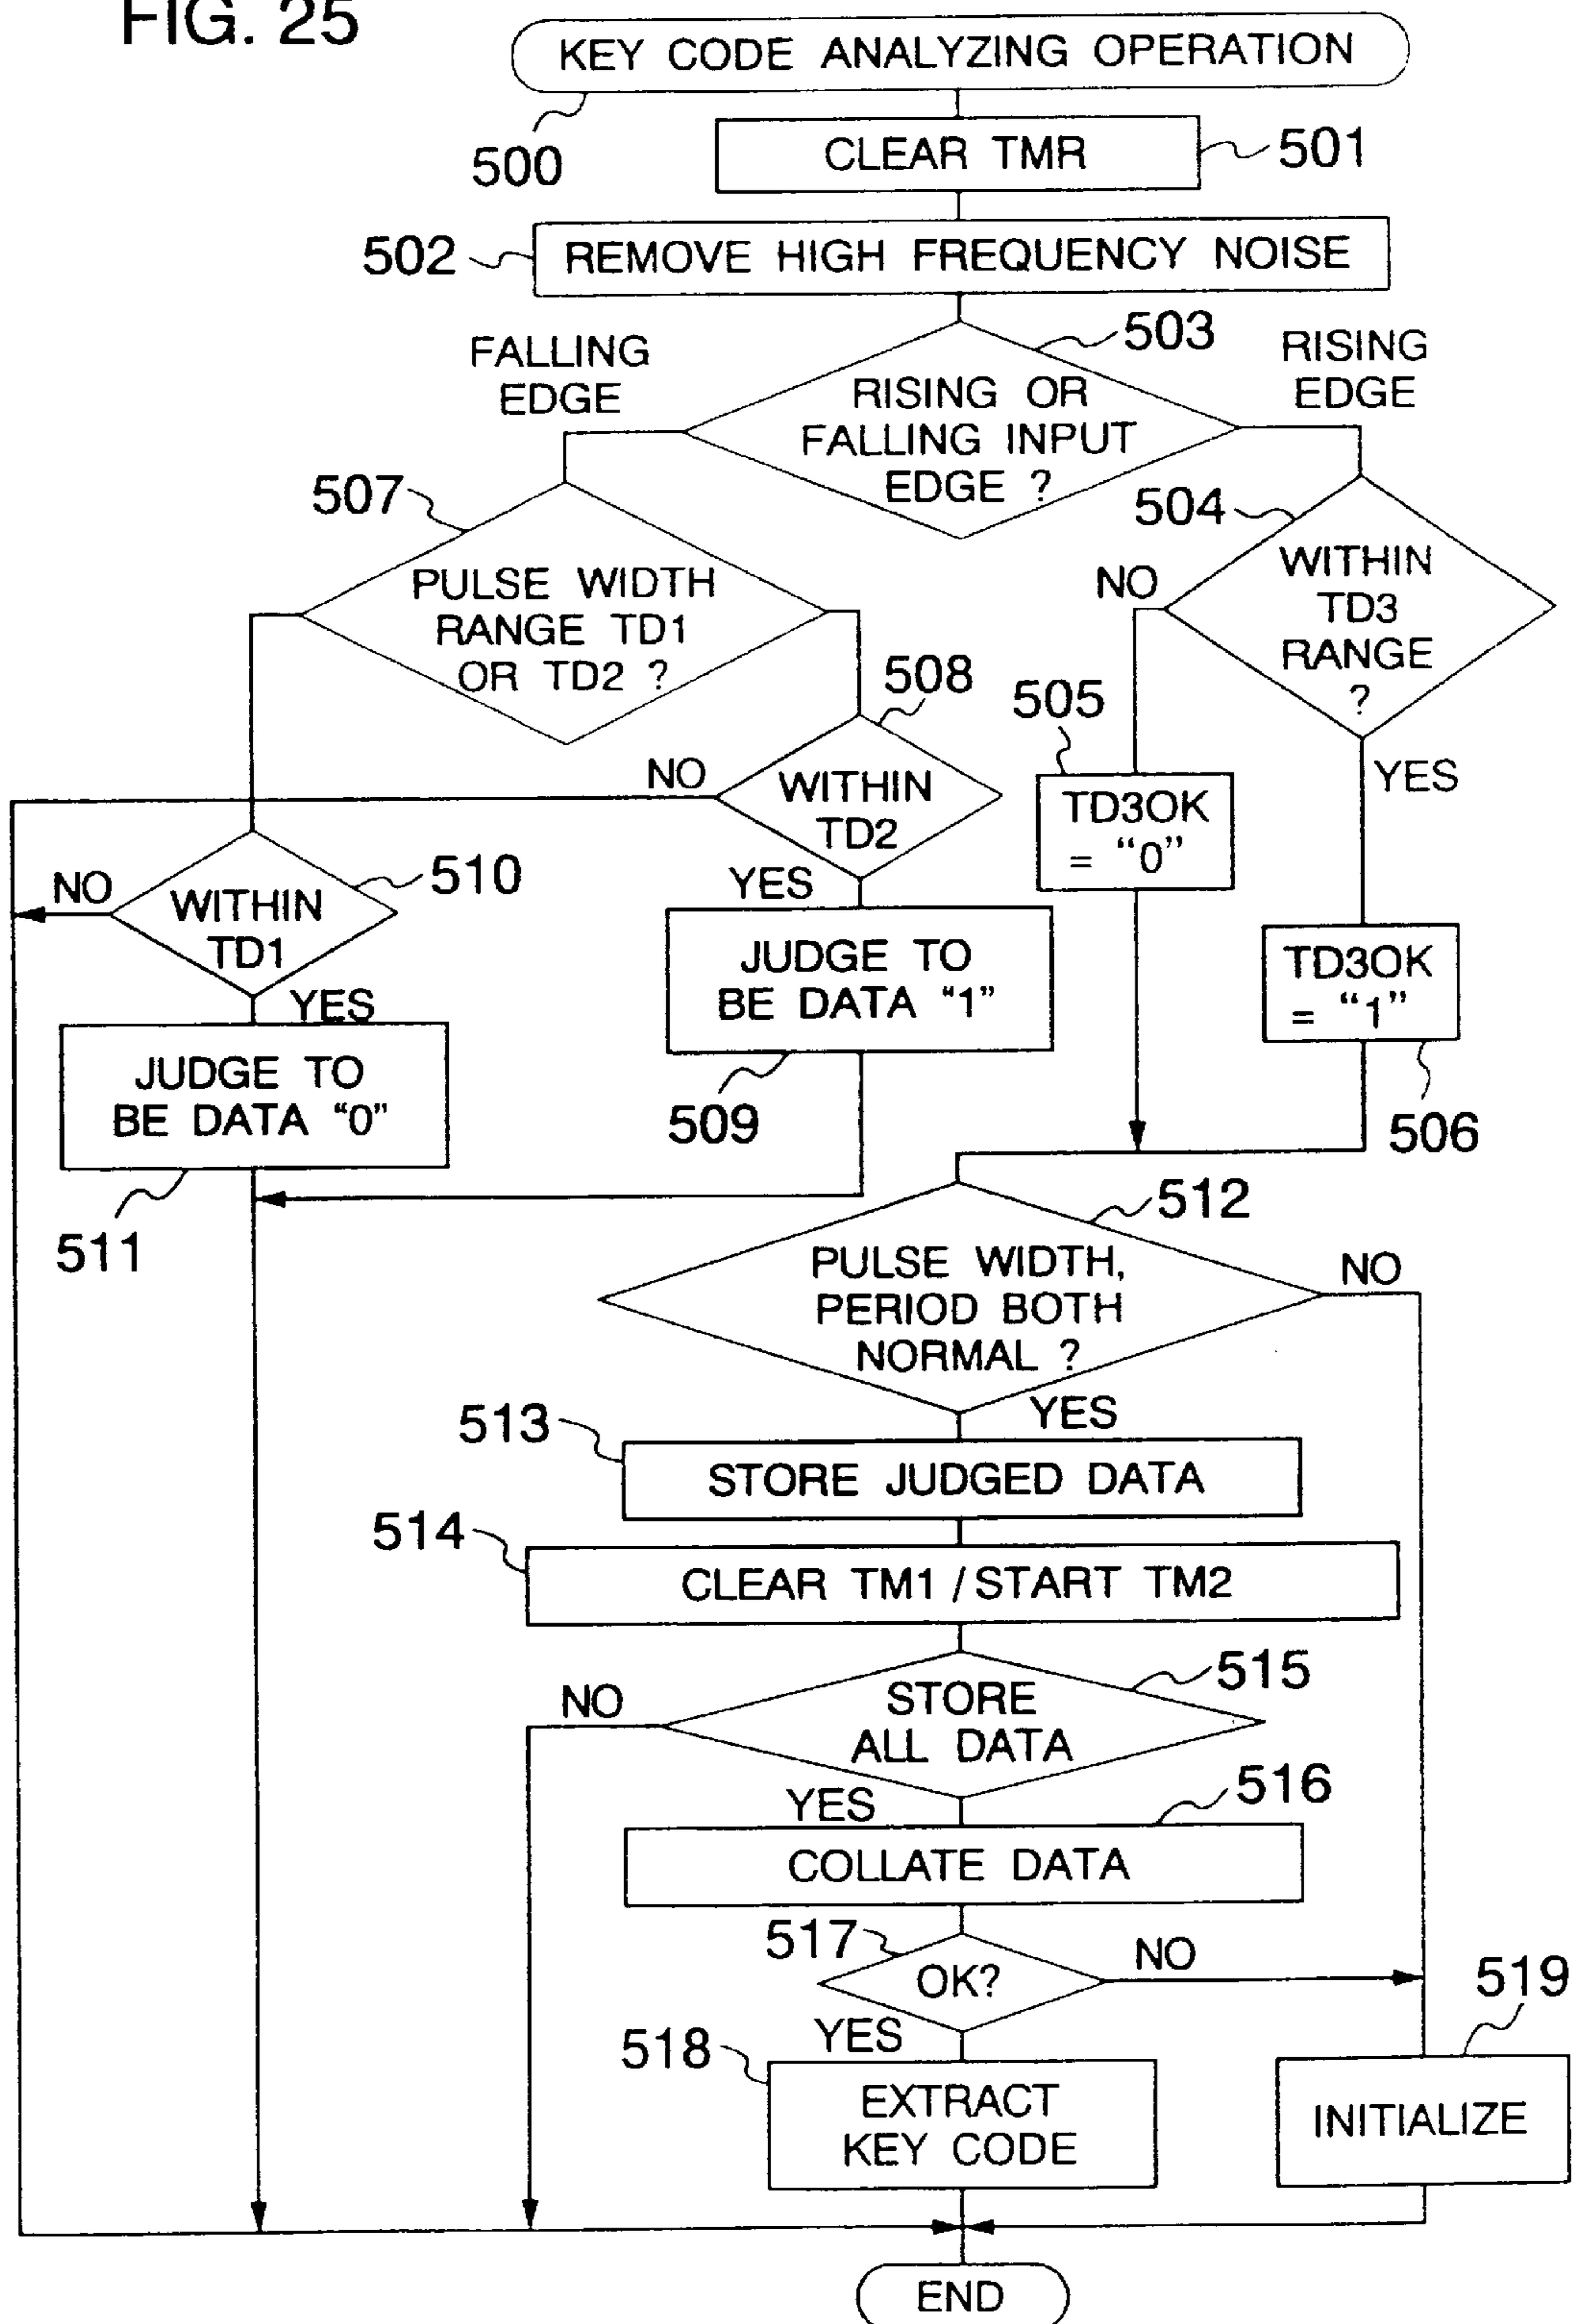 FIG. 25
KEY CODE ANALYZING OPERATION
500
CLEAR TMR
501
502
REMOVE HIGH FREQUENCY NOISE
503
FALLING
EDGE
RISING
EDGE
RISING OR
FALLING INPUT
EDGE ?
507
504
PULSE WIDTH
RANGE TD1
OR TD2 ?
NO
WITHIN
TD3
RANGE
?
508
505
NO
WITHIN
TD2
YES
TD3OK
= "0"
YES
NO
WITHIN
TD1
510
YES
JUDGE TO
BE DATA "1"
509
TD3OK
= "1"
506
JUDGE TO
BE DATA "0"
511
512
PULSE WIDTH,
PERIOD BOTH
NORMAL ?
NO
YES
513
STORE JUDGED DATA
514
CLEAR TM1 / START TM2
515
NO
STORE
ALL DATA
YES
516
COLLATE DATA
517
OK?
NO
519
YES
518
EXTRACT
KEY CODE
INITIALIZE
END